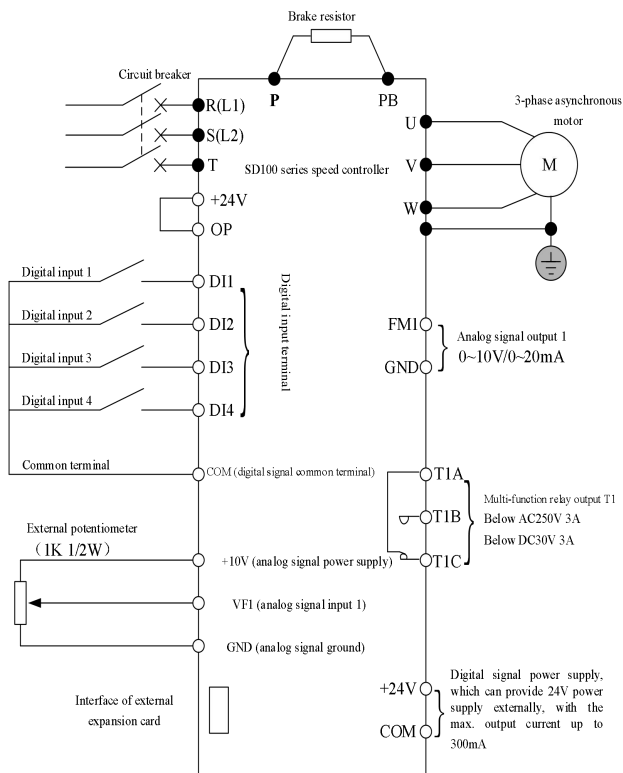 Brake resistor
Circuit breaker
P
PB
R(L1)
S(L2)
T
3-phase asynchronous
motor
U
V
W
M
SD100 series speed controller
+24V
OP
Digital input 1
DI1
Digital input 2
DI2
Digital input 3
DI3
Digital input 4
DI4
Digital input terminal
FM1
GND
Analog signal output 1
0~10V/0~20mA
Common terminal
COM (digital signal common terminal)
T1A
T1B
T1C
Multi-function relay output T1
Below AC250V 3A
Below DC30V 3A
External potentiometer
(1K 1/2W)
+10V (analog signal power supply)
VF1 (analog signal input 1)
GND (analog signal ground)
Interface of external
expansion card
+24V
COM
Digital signal power supply,
which can provide 24V power
supply externally, with the
max. output current up to
300mA